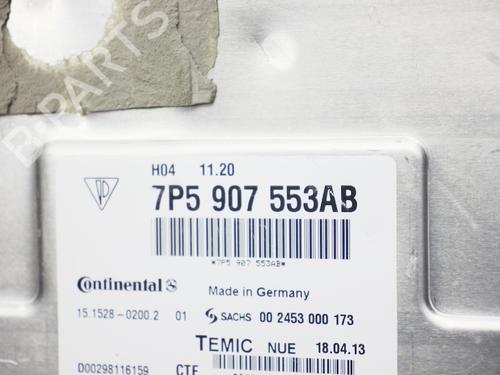 B-PARTS
H04 11.20
7P5 907 553AB
*7P5 907 553AB*
Continental
Made in Germany
15.1528-0200.2 01 SACHS 00 2453 000 173
TEMIC NUE 18.04.13
D00298116159 CTF